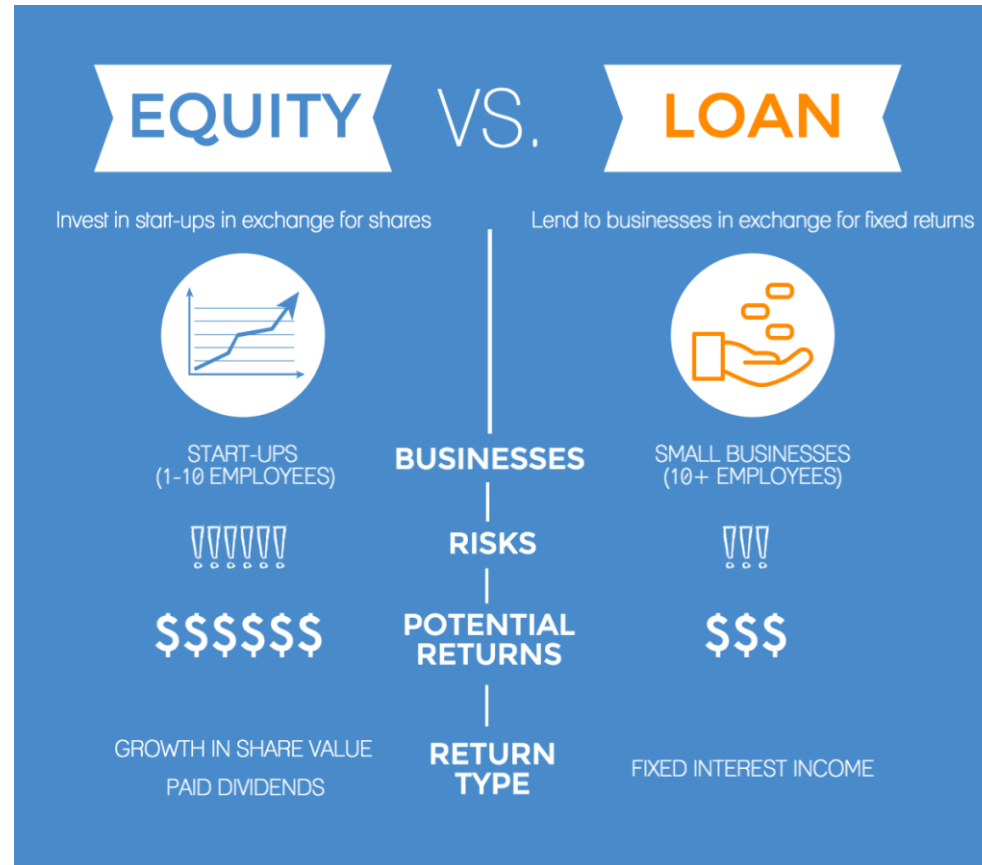 EQUITY
VS.
LOAN
Invest in start-ups in exchange for shares
Lend to businesses in exchange for fixed returns
START-UPS
(1-10 EMPLOYEES)
BUSINESSES
SMALL BUSINESSES
(10+ EMPLOYEES)
!!!!!!
RISKS
!!!
$$$$$$
POTENTIAL
RETURNS
$$$
GROWTH IN SHARE VALUE
PAID DIVIDENDS
RETURN
TYPE
FIXED INTEREST INCOME